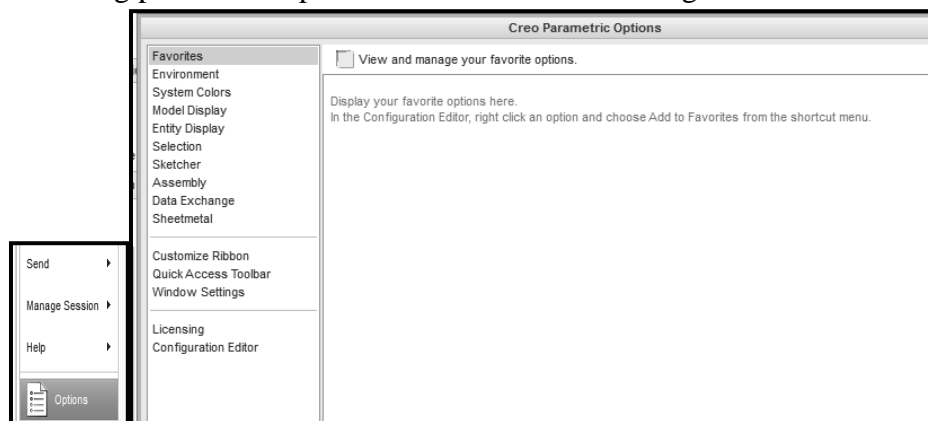 Creo Parametric Options
Favorites
Environment
System Colors
Model Display
Entity Display
Selection
Sketcher
Assembly
Data Exchange
Sheetmetal
Customize Ribbon
Quick Access Toolbar
Window Settings
Licensing
Configuration Editor
View and manage your favorite options.
Display your favorite options here.
In the Configuration Editor, right click an option and choose Add to Favorites from the shortcut menu.
Send
Manage Session
Help
Options